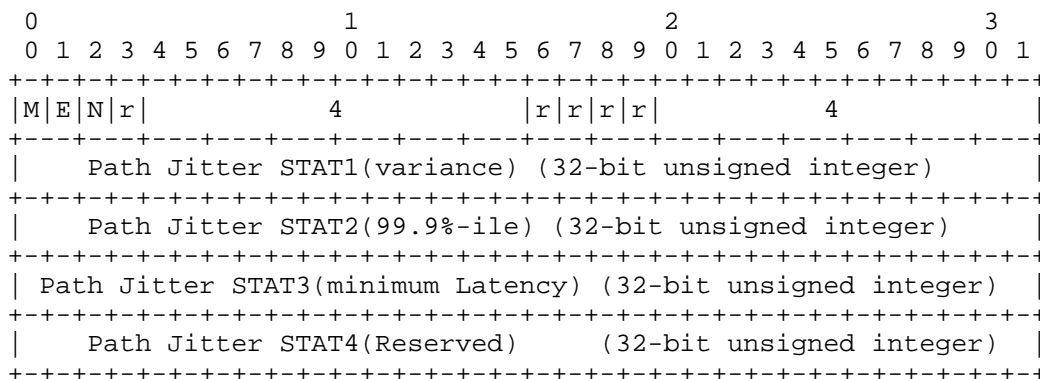 0                   1                   2                   3
 0 1 2 3 4 5 6 7 8 9 0 1 2 3 4 5 6 7 8 9 0 1 2 3 4 5 6 7 8 9 0 1
+-+-+-+-+-+-+-+-+-+-+-+-+-+-+-+-+-+-+-+-+-+-+-+-+-+-+-+-+-+-+-+-+
|M|E|N|r|           4           |r|r|r|r|          4            |
+---+---+---+---+---+---+---+---+---+---+---+---+---+---+---+---+
|    Path Jitter STAT1(variance) (32-bit unsigned integer)      |
+-+-+-+-+-+-+-+-+-+-+-+-+-+-+-+-+-+-+-+-+-+-+-+-+-+-+-+-+-+-+-+-+
|    Path Jitter STAT2(99.9%-ile) (32-bit unsigned integer)     |
+-+-+-+-+-+-+-+-+-+-+-+-+-+-+-+-+-+-+-+-+-+-+-+-+-+-+-+-+-+-+-+-+
| Path Jitter STAT3(minimum Latency) (32-bit unsigned integer)  |
+-+-+-+-+-+-+-+-+-+-+-+-+-+-+-+-+-+-+-+-+-+-+-+-+-+-+-+-+-+-+-+-+
|    Path Jitter STAT4(Reserved)     (32-bit unsigned integer)  |
+-+-+-+-+-+-+-+-+-+-+-+-+-+-+-+-+-+-+-+-+-+-+-+-+-+-+-+-+-+-+-+-+